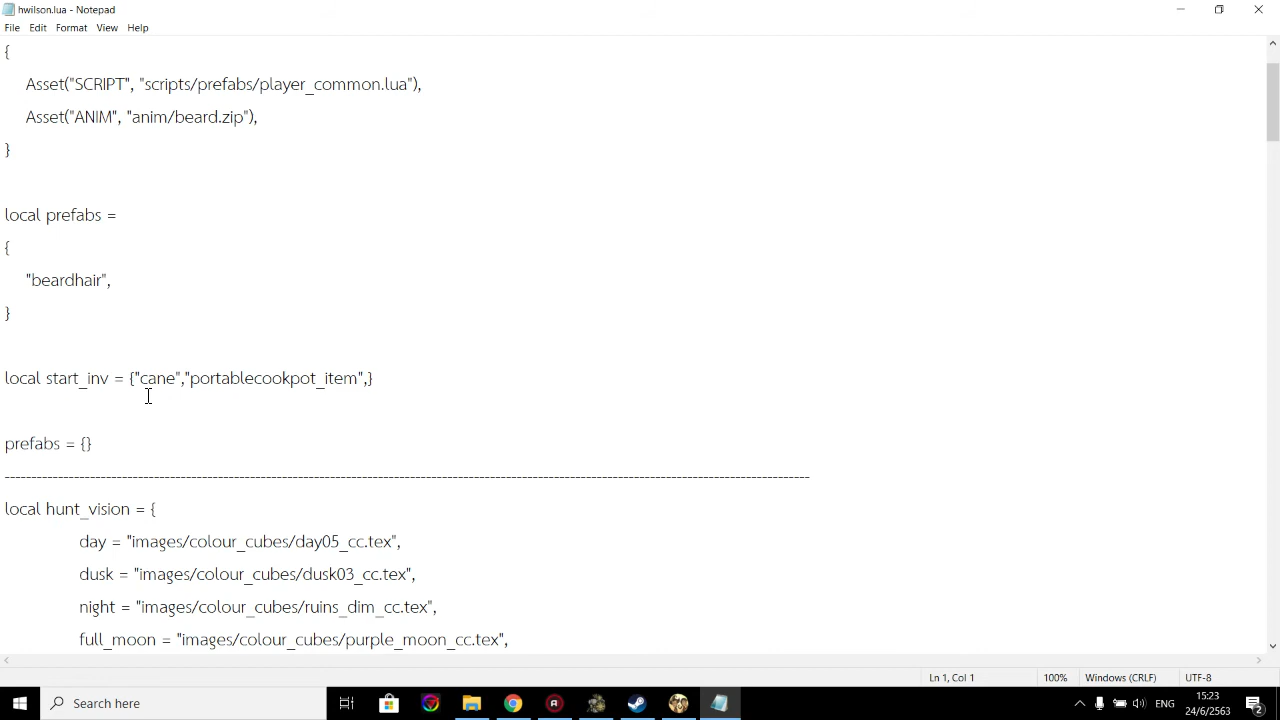 hwilson.lua - Notepad
File Edit Format View Help
{
Asset("SCRIPT", "scripts/prefabs/player_common.lua"),
Asset("ANIM", "anim/beard.zip"),
}
local prefabs =
{
"beardhair",
}
local start_inv = {"cane","portablecookpot_item",}
prefabs = {}
--------------------------------------------------------------------------------------------------------------------------------------------
local hunt_vision = {
day = "images/colour_cubes/day05_cc.tex",
dusk = "images/colour_cubes/dusk03_cc.tex",
night = "images/colour_cubes/ruins_dim_cc.tex",
full_moon = "images/colour_cubes/purple_moon_cc.tex",
Ln 1, Col 1 100% Windows (CRLF) UTF-8
Search here
ENG
15:23
24/6/2563
2